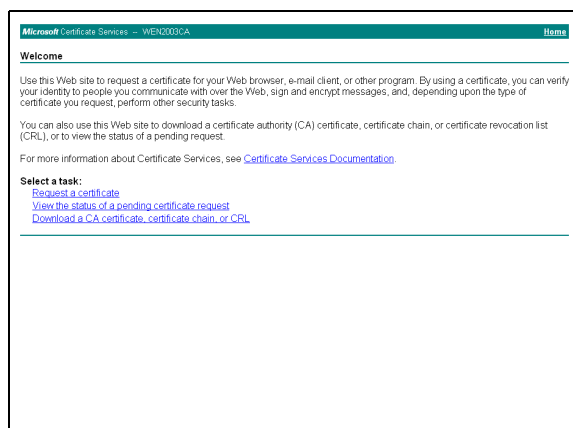 Microsoft Certificate Services -- WEN2003CA Home
Welcome
Use this Web site to request a certificate for your Web browser, e-mail client, or other program. By using a certificate, you can verify
your identity to people you communicate with over the Web, sign and encrypt messages, and, depending upon the type of
certificate you request, perform other security tasks.
You can also use this Web site to download a certificate authority (CA) certificate, certificate chain, or certificate revocation list
(CRL), or to view the status of a pending request.
For more information about Certificate Services, see Certificate Services Documentation.
Select a task:
Request a certificate
View the status of a pending certificate request
Download a CA certificate, certificate chain, or CRL